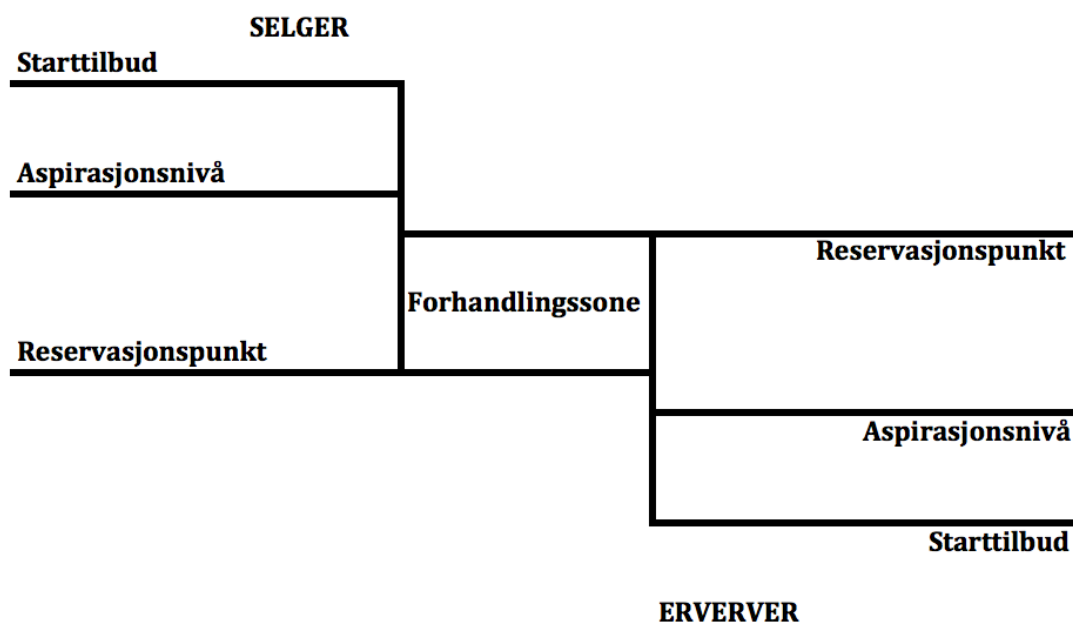 SELGER
Starttilbud
Aspirasjonsnivå
Reservasjonspunkt
Forhandlingssone
Reservasjonspunkt
Aspirasjonsnivå
Starttilbud
ERVERVER